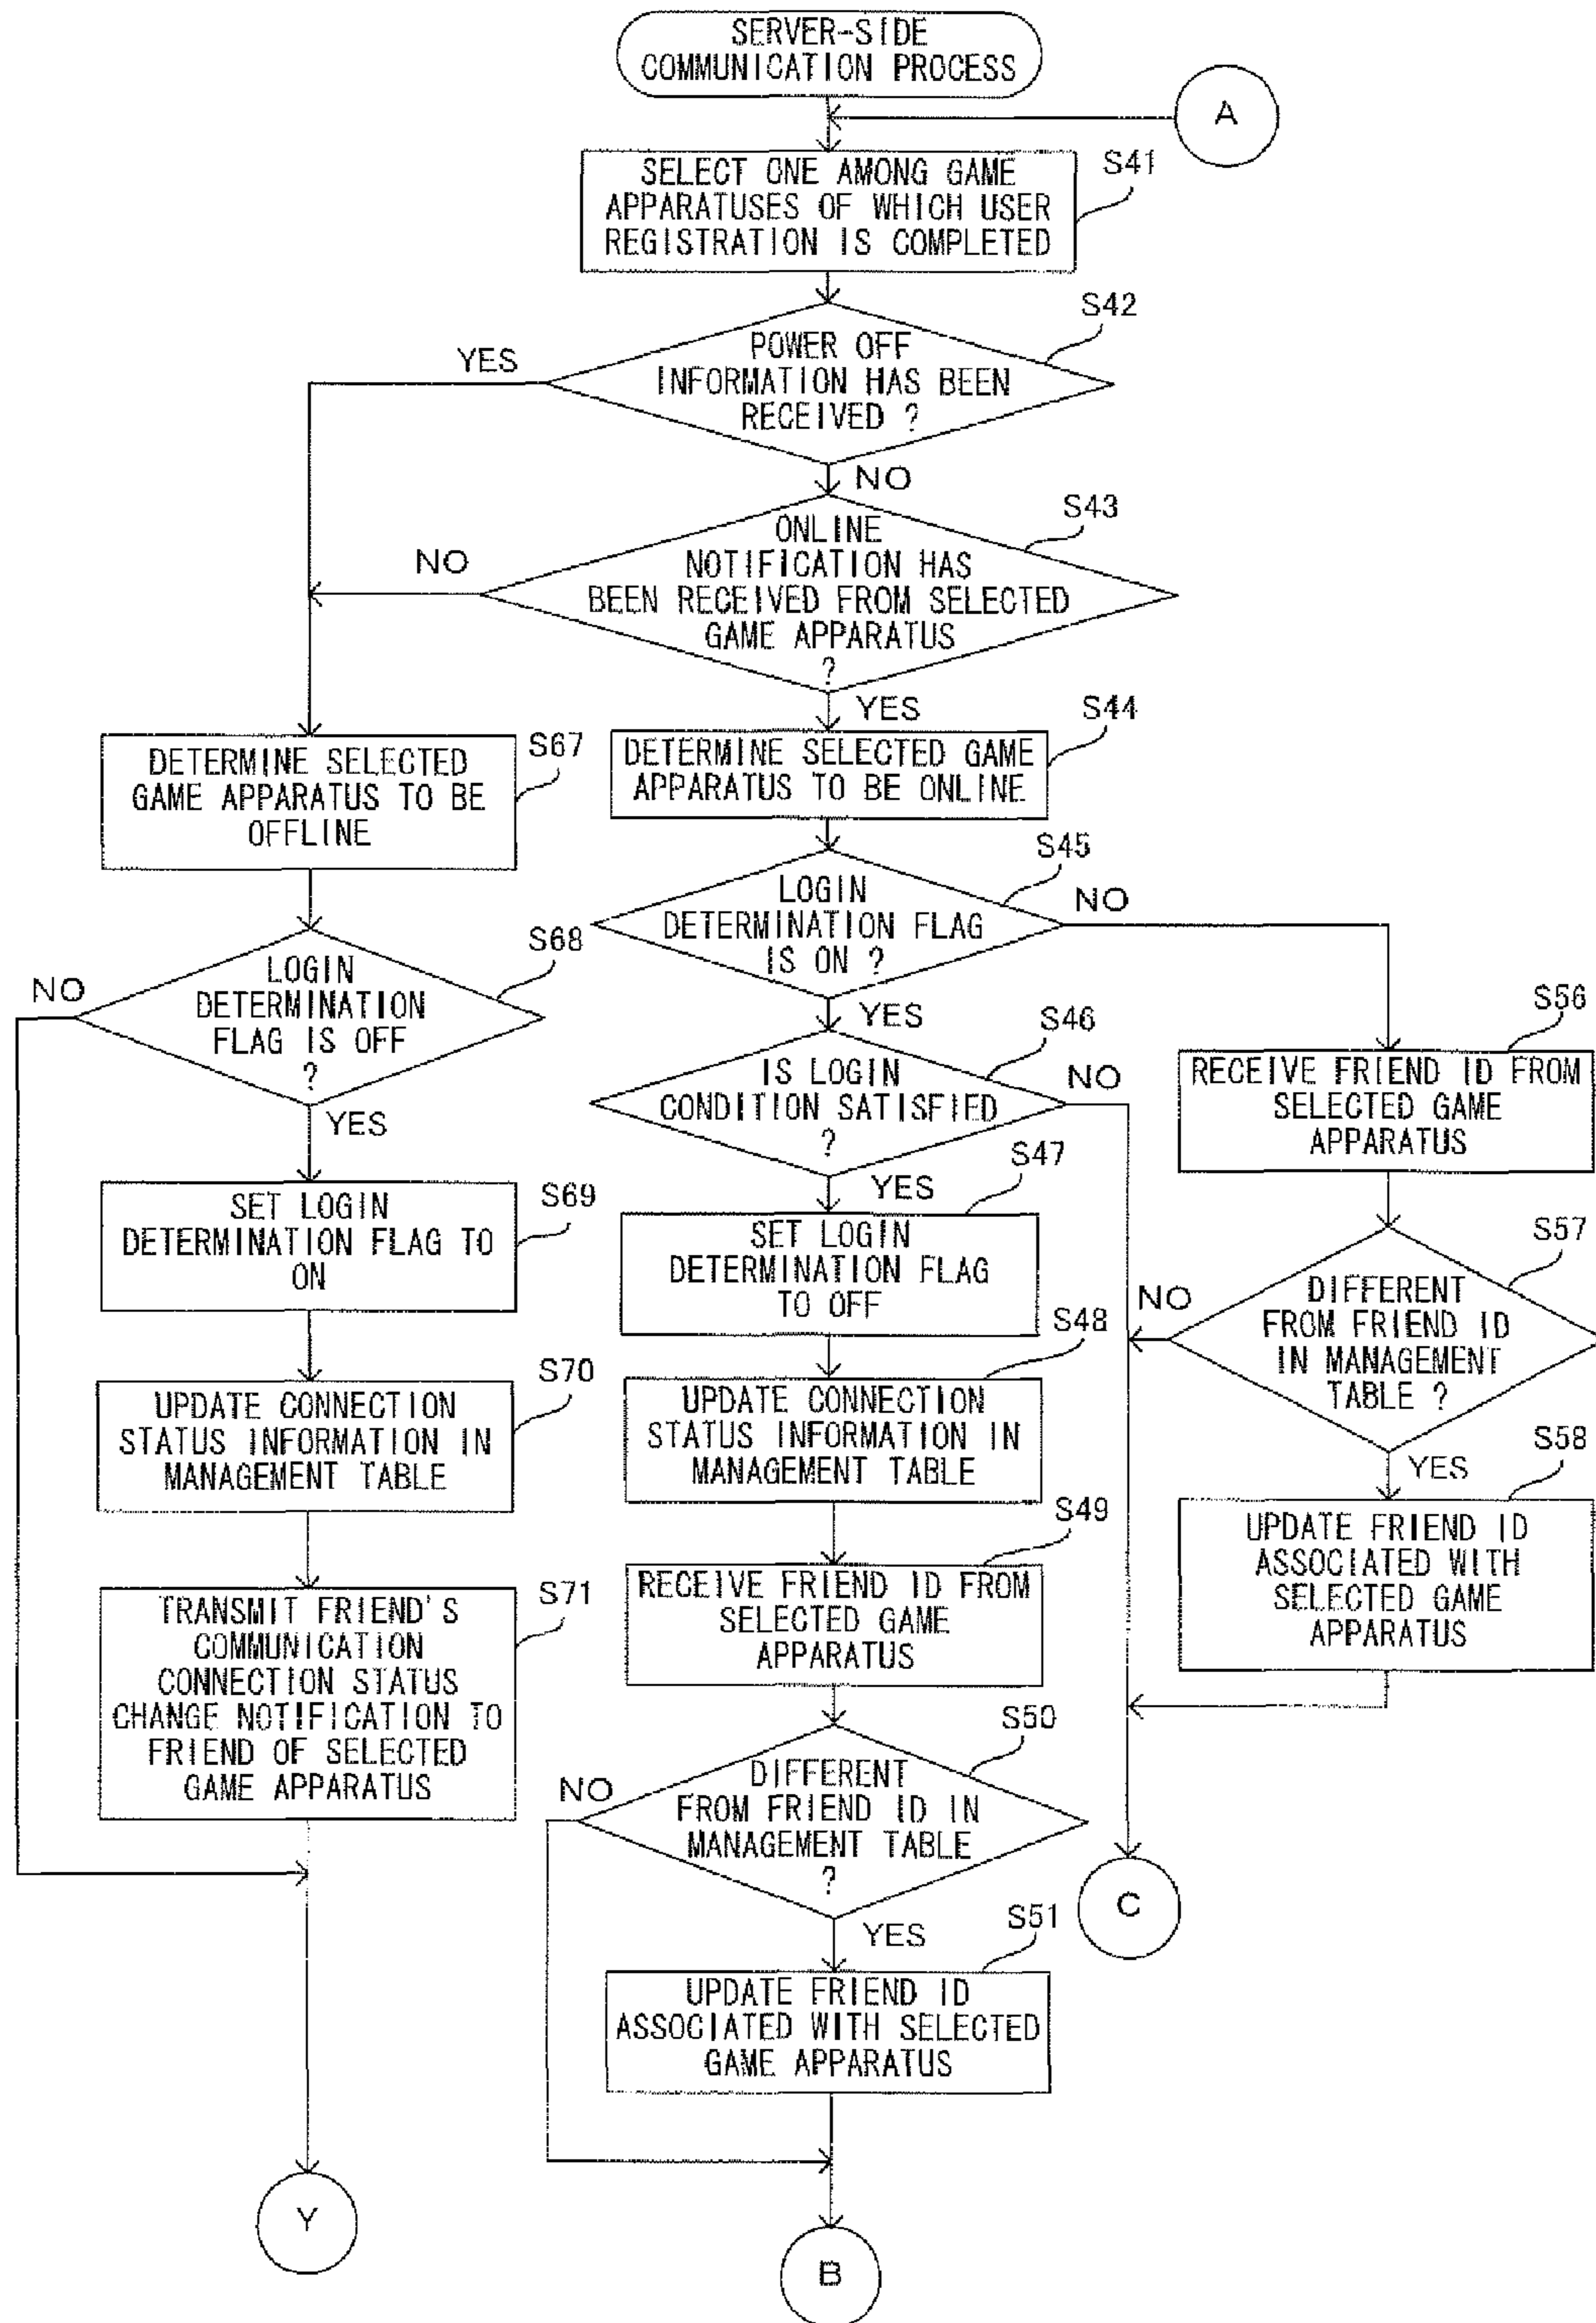 SERVER-SIDE
COMMUNICATION PROCESS
A
S41
SELECT ONE AMONG GAME
APPARATUSES OF WHICH USER
REGISTRATION IS COMPLETED
S42
POWER OFF
INFORMATION HAS BEEN
RECEIVED ?
YES
NO
S43
ONLINE
NOTIFICATION HAS
BEEN RECEIVED FROM SELECTED
GAME APPARATUS
?
NO
YES
S67
DETERMINE SELECTED
GAME APPARATUS TO BE
OFFLINE
S44
DETERMINE SELECTED GAME
APPARATUS TO BE ONLINE
S45
LOGIN
DETERMINATION FLAG
IS ON ?
NO
YES
S68
LOGIN
DETERMINATION
FLAG IS OFF
?
NO
YES
S46
IS LOGIN
CONDITION SATISFIED
?
NO
YES
S56
RECEIVE FRIEND ID FROM
SELECTED GAME
APPARATUS
S69
SET LOGIN
DETERMINATION FLAG TO
ON
S47
SET LOGIN
DETERMINATION FLAG
TO OFF
S57
DIFFERENT
FROM FRIEND ID
IN MANAGEMENT
TABLE ?
NO
YES
S70
UPDATE CONNECTION
STATUS INFORMATION IN
MANAGEMENT TABLE
S48
UPDATE CONNECTION
STATUS INFORMATION IN
MANAGEMENT TABLE
S58
UPDATE FRIEND ID
ASSOCIATED WITH
SELECTED GAME
APPARATUS
S71
TRANSMIT FRIEND'S
COMMUNICATION
CONNECTION STATUS
CHANGE NOTIFICATION TO
FRIEND OF SELECTED
GAME APPARATUS
S49
RECEIVE FRIEND ID FROM
SELECTED GAME
APPARATUS
S50
DIFFERENT
FROM FRIEND ID IN
MANAGEMENT TABLE
?
NO
YES
C
S51
UPDATE FRIEND ID
ASSOCIATED WITH SELECTED
GAME APPARATUS
Y
B